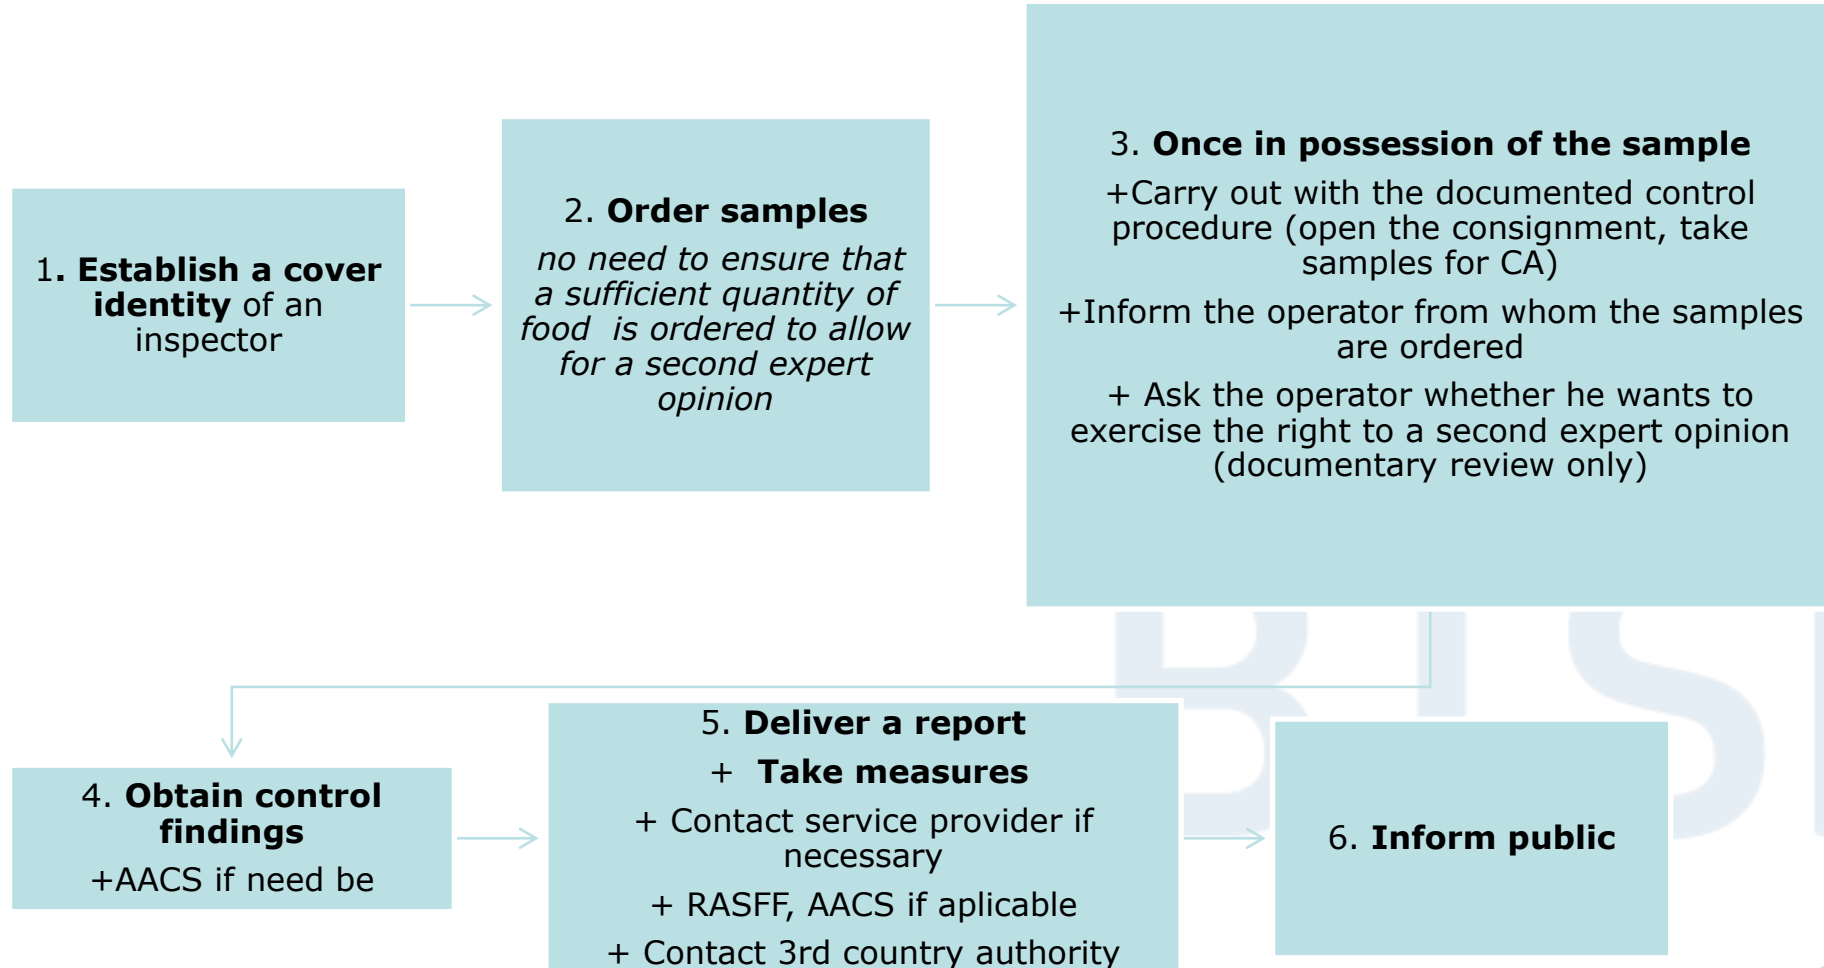 1. Establish a cover
identity of an
inspector
2. Order samples
no need to ensure that
a sufficient quantity of
food is ordered to allow
for a second expert
opinion
3. Once in possession of the sample
+Carry out with the documented control
procedure (open the consignment, take
samples for CA)
+Inform the operator from whom the samples
are ordered
+ Ask the operator whether he wants to
exercise the right to a second expert opinion
(documentary review only)
4. Obtain control
findings
+AACS if need be
5. Deliver a report
+ Take measures
+ Contact service provider if
necessary
+ RASFF, AACS if aplicable
+ Contact 3rd country authority
6. Inform public